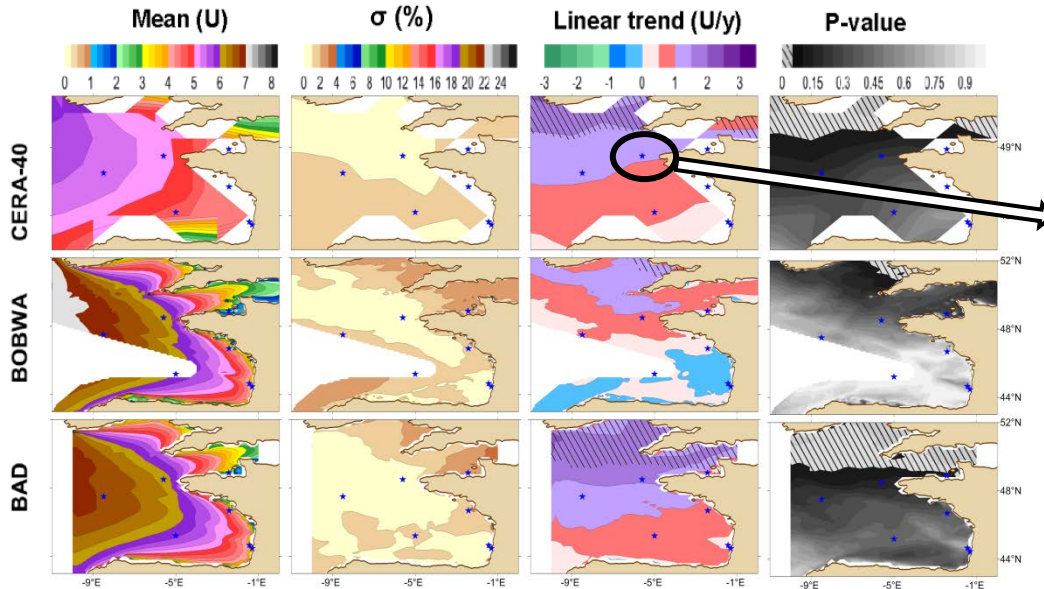 Mean (U)
σ (%)
Linear trend (U/y)
P-value
0 1 2 3 4 5 6 7 8
0 2 4 6 8 10 12 14 16 18 20 22 24
-3 -2 -1 0 1 2 3
0 0.15 0.3 0.45 0.6 0.75 0.9
CERA-40
49°N
BOBWA
52°N
48°N
44°N
BAD
52°N
48°N
44°N
-9°E -5°E -1°E
-9°E -5°E -1°E
-9°E -5°E -1°E
-9°E -5°E -1°E